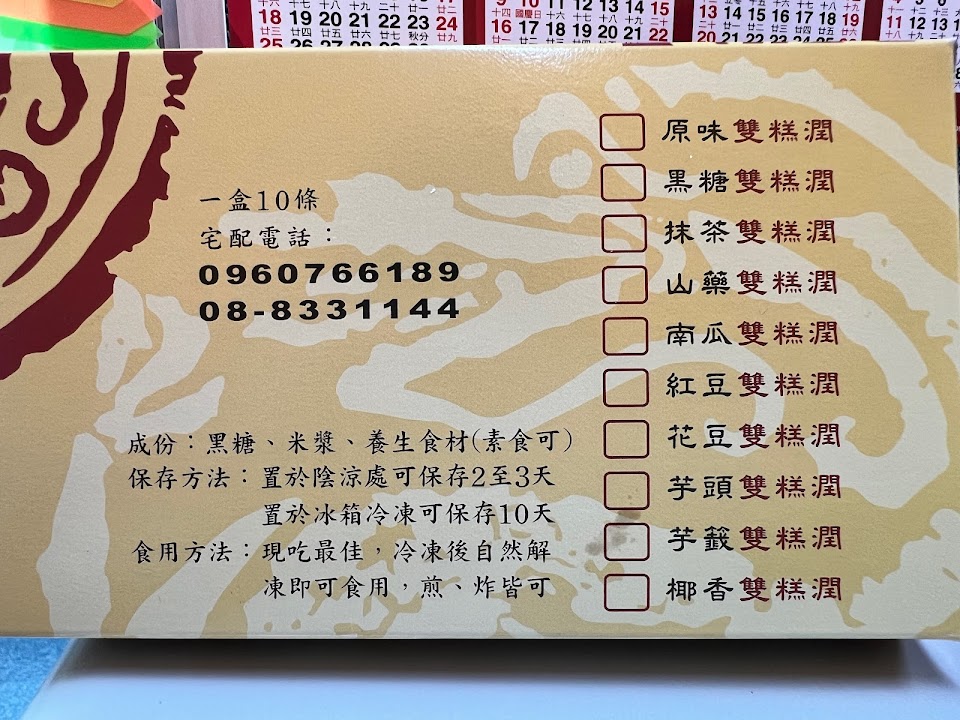 一盒10條
宅配電話：
0960766189
08-8331144
成份：黑糖、米漿、養生食材(素食可)
保存方法：置於陰涼處可保存2至3天
置於冰箱冷凍可保存10天
食用方法：現吃最佳，冷凍後自然解
凍即可食用，煎、炸皆可
原味雙糕潤
黑糖雙糕潤
抹茶雙糕潤
山藥雙糕潤
南瓜雙糕潤
紅豆雙糕潤
花豆雙糕潤
芋頭雙糕潤
芋籤雙糕潤
椰香雙糕潤